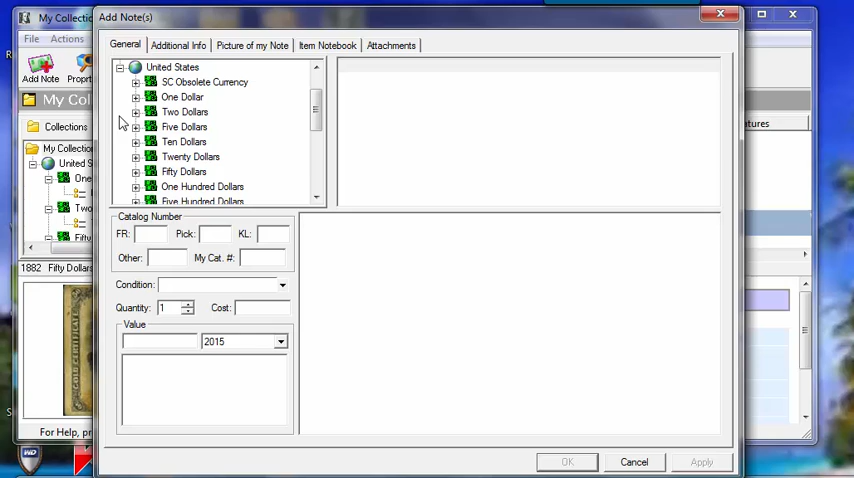 My Collection
Add Note(s)
File
Actions
General
Additional Info
Picture of my Note
Item Notebook
Attachments
Add Note
United States
SC Obsolete Currency
One Dollar
Two Dollars
Five Dollars
Ten Dollars
Twenty Dollars
Fifty Dollars
One Hundred Dollars
Five Hundred Dollars
My Coll
Collections
My Collection
United S
One
Two
Fifty
1882 Fifty Dollars
Catalog Number
FR:
Pick:
KL:
Other:
My Cat. #:
Condition:
Quantity: 1
Cost:
Value
2015
For Help, pr
WD
OK
Cancel
Apply